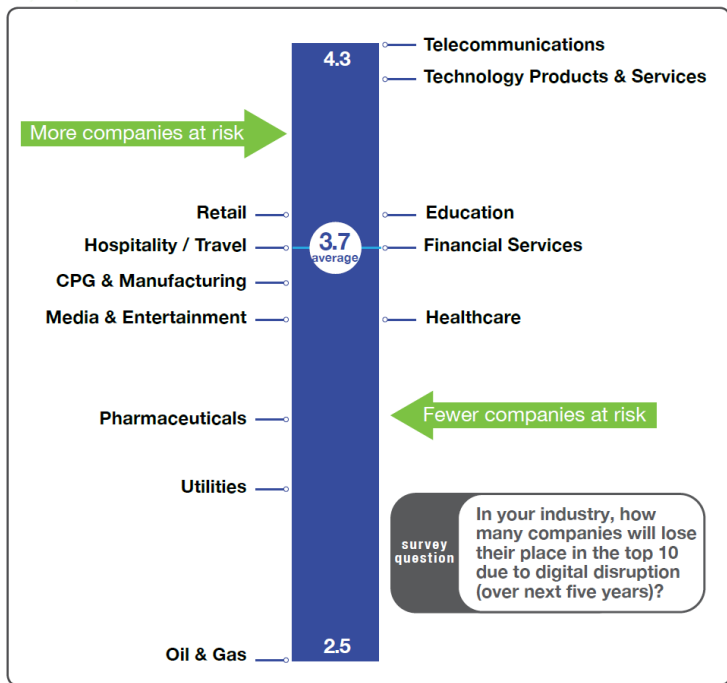 Telecommunications
4.3
Technology Products & Services
More companies at risk
Retail
Education
3.7
average
Hospitality / Travel
Financial Services
CPG & Manufacturing
Media & Entertainment
Healthcare
Pharmaceuticals
Fewer companies at risk
Utilities
survey
question
In your industry, how
many companies will lose
their place in the top 10
due to digital disruption
(over next five years)?
2.5
Oil & Gas